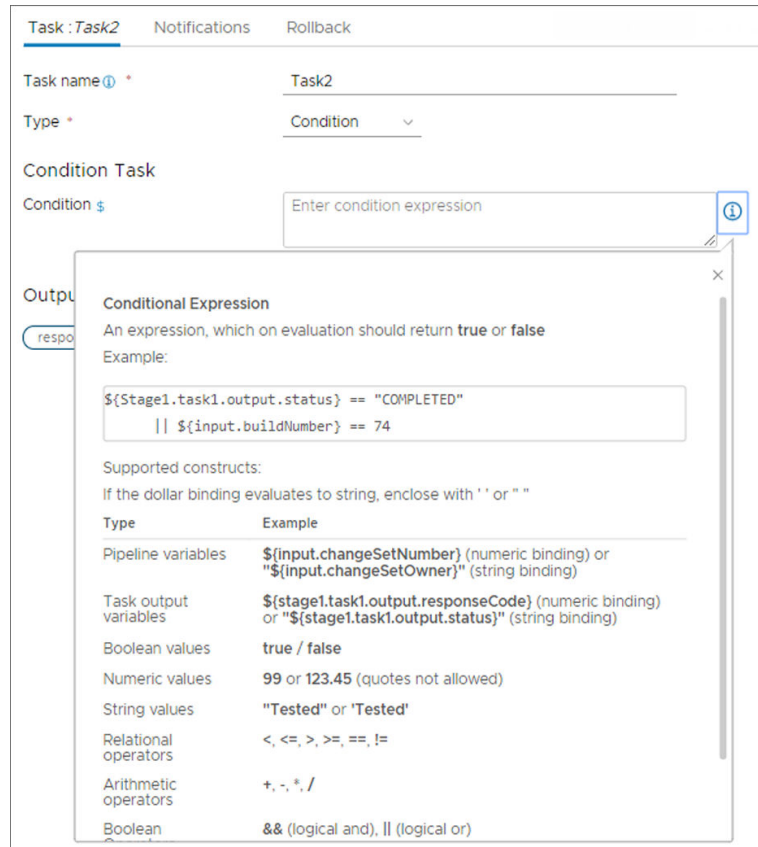 Task : Task2 Notifications Rollback
Task name * Task2
Type * Condition
Condition Task
Condition $ Enter condition expression
Outpu
respo
Conditional Expression
An expression, which on evaluation should return true or false
Example:
${Stage1.task1.output.status} == "COMPLETED"
|| ${input.buildNumber} == 74
Supported constructs:
If the dollar binding evaluates to string, enclose with ' ' or " "
Type Example
Pipeline variables ${input.changeSetNumber} (numeric binding) or
"${input.changeSetOwner}" (string binding)
Task output ${stage1.task1.output.responseCode} (numeric binding)
variables or "${stage1.task1.output.status}" (string binding)
Boolean values true / false
Numeric values 99 or 123.45 (quotes not allowed)
String values "Tested" or 'Tested'
Relational <, <=, >, >=, ==, !=
operators
Arithmetic +, -, *, /
operators
Boolean && (logical and), || (logical or)